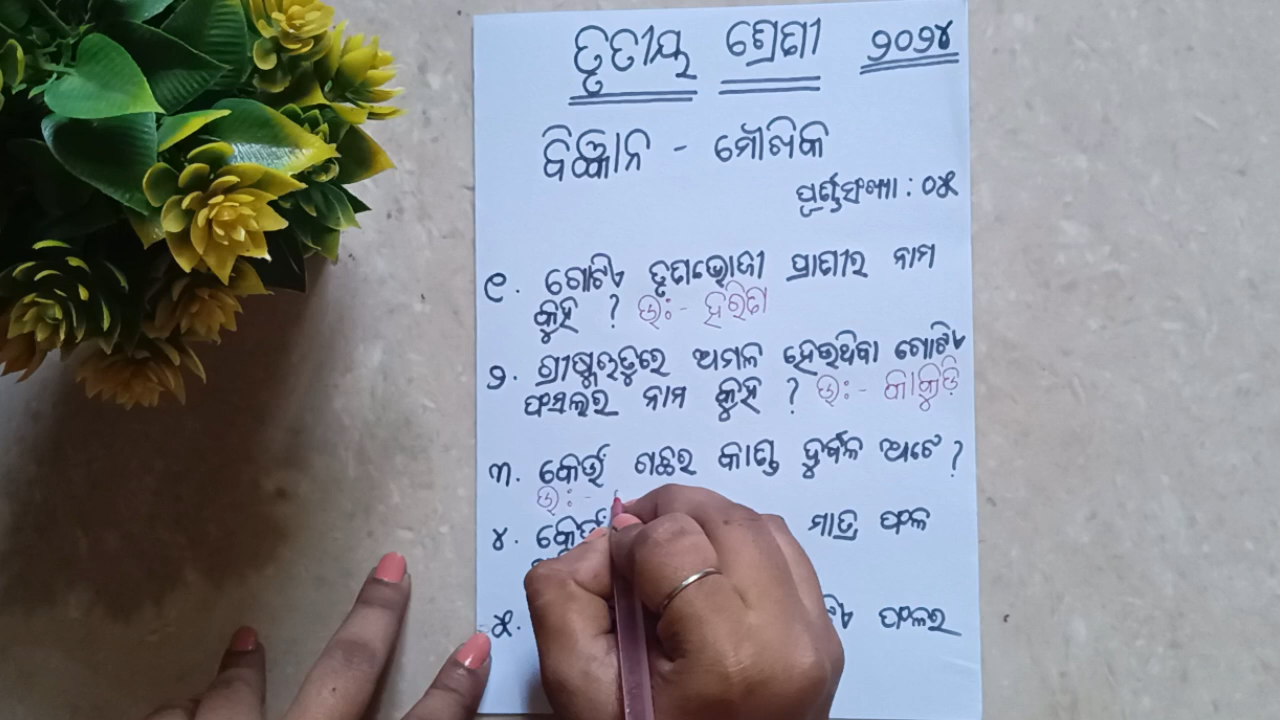 ତୃତୀୟ ଶ୍ରେଣୀ ୨୦୨୪
ବିଜ୍ଞାନ - ମୌଖିକ
ପୂର୍ଣ୍ଣସଂଖ୍ୟା : ୦୫
୧. ଗୋଟିଏ ତୃଣଭୋଜୀ ପ୍ରାଣୀର ନାମ
କୁହ ? ଉଃ- ହରିଣ
୨. ଗ୍ରୀଷ୍ମଋତୁରେ ଅମଳ ହେଉଥିବା ଗୋଟିଏ
ଫସଲର ନାମ କୁହ ? ଉଃ- କାକୁଡ଼ି
୩. କେଉଁ ଗଛର କାଣ୍ଡ ଦୁର୍ବଳ ଅଟେ ?
ଉଃ-
୪. କେଉଁ ମାତ୍ର ଫଳ
୫. ଫଳର